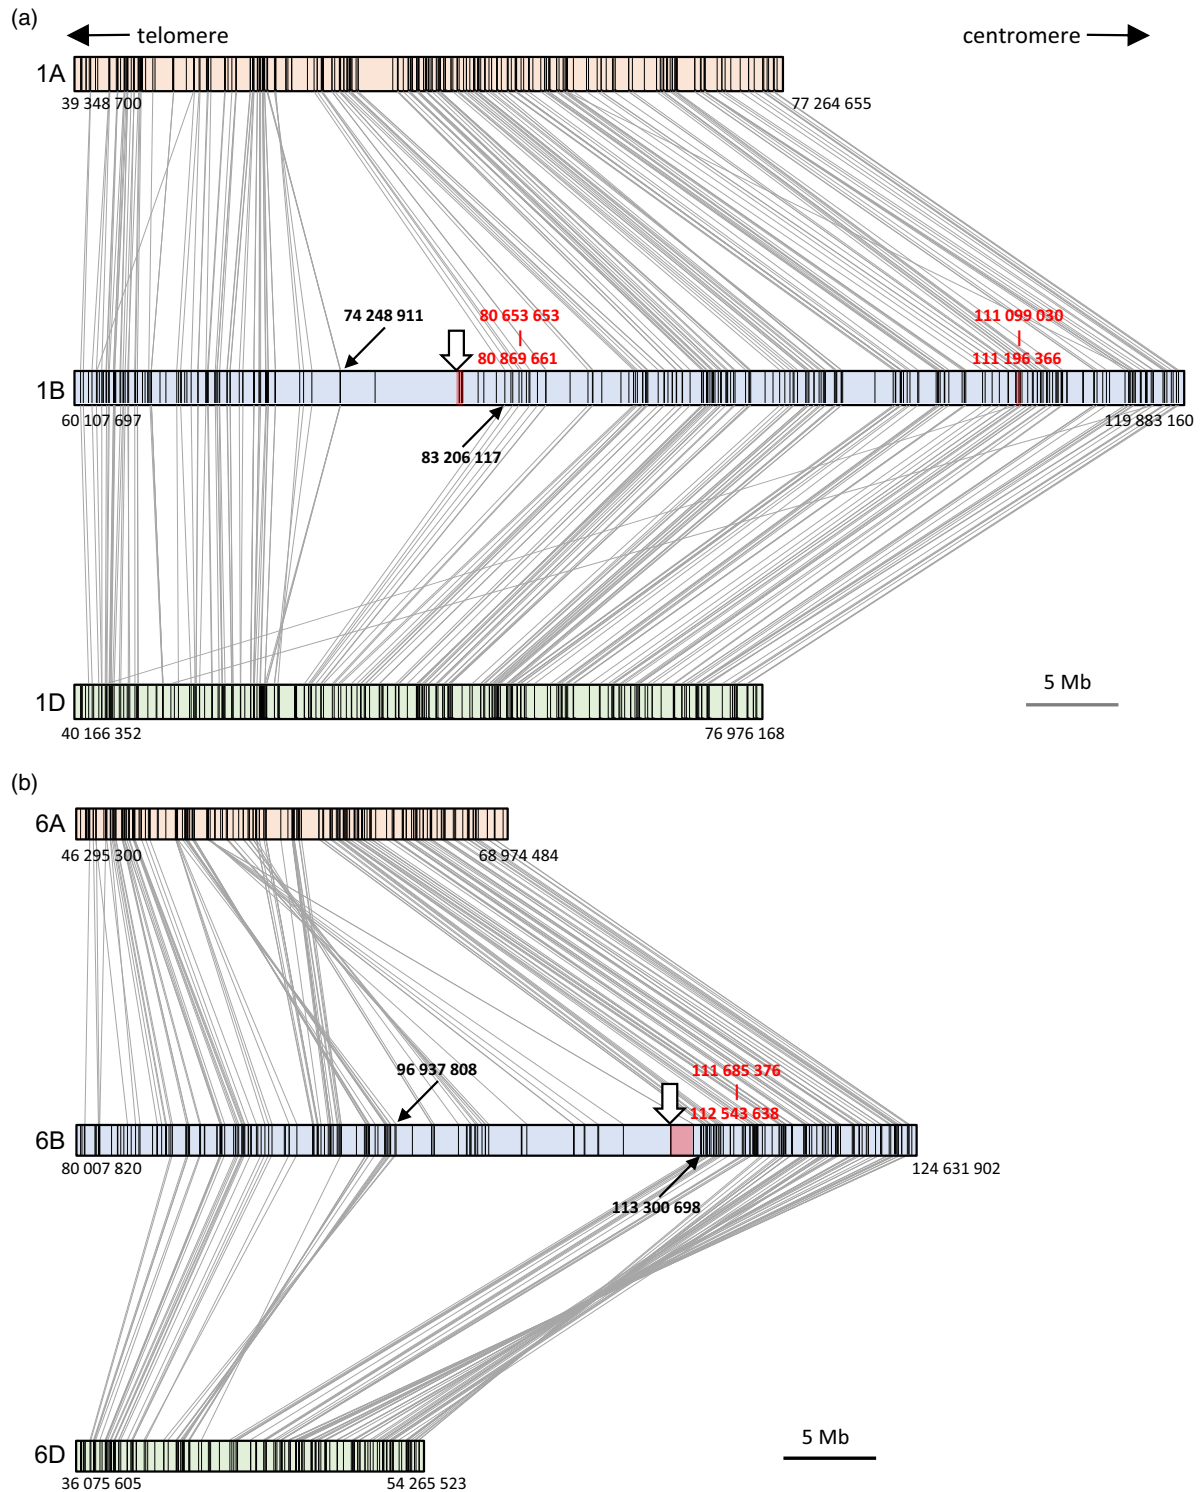 (a)
telomere
centromere
1A
39 348 700
77 264 655
74 248 911
80 653 653
80 869 661
111 099 030
111 196 366
1B
60 107 697
119 883 160
83 206 117
1D
40 166 352
76 976 168
5 Mb
(b)
6A
46 295 300
68 974 484
96 937 808
111 685 376
112 543 638
6B
80 007 820
124 631 902
113 300 698
6D
36 075 605
54 265 523
5 Mb